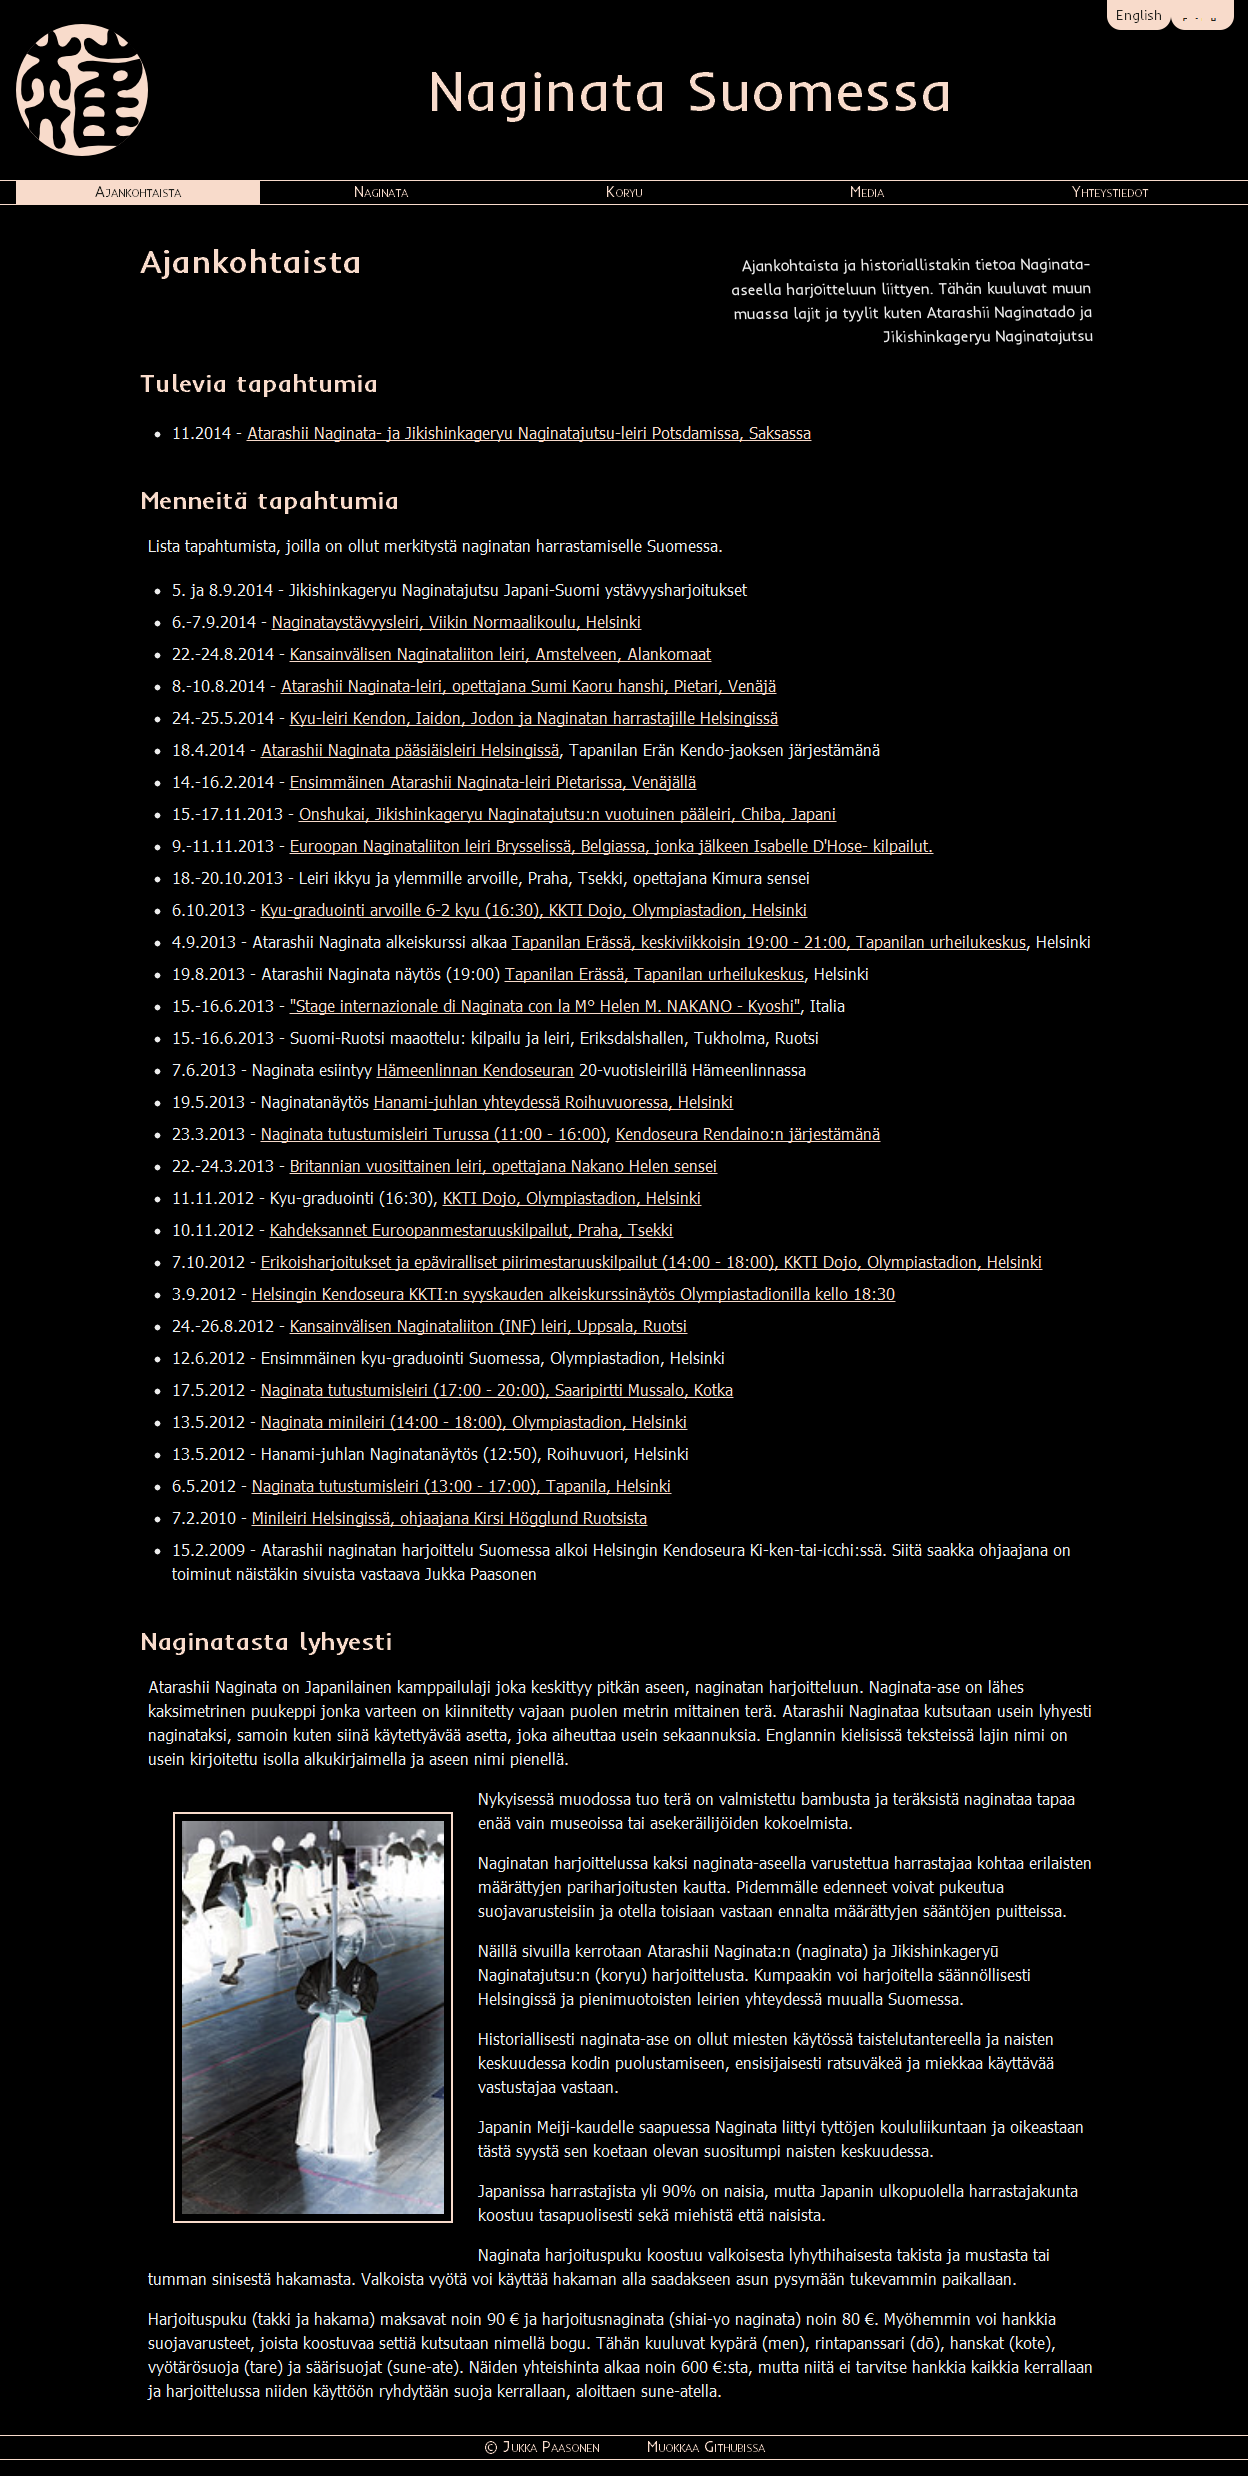 English
Naginata Suomessa
Ajankohtaista
Naginata
Koryu
Media
Yhteystiedot
Ajankohtaista
Ajankohtaista ja historiallistakin tietoa Naginata-
aseella harjoitteluun liittyen. Tähän kuuluvat muun
muassa lajit ja tyylit kuten Atarashii Naginatado ja
Jikishinkageryu Naginatajutsu
Tulevia tapahtumia
11.2014 - Atarashii Naginata- ja Jikishinkageryu Naginatajutsu-leiri Potsdamissa, Saksassa
Menneitä tapahtumia
Lista tapahtumista, joilla on ollut merkitystä naginatan harrastamiselle Suomessa.
5. ja 8.9.2014 - Jikishinkageryu Naginatajutsu Japani-Suomi ystävyysharjoitukset
6.-7.9.2014 - Naginataystävyysleiri, Viikin Normaalikoulu, Helsinki
22.-24.8.2014 - Kansainvälisen Naginataliiton leiri, Amstelveen, Alankomaat
8.-10.8.2014 - Atarashii Naginata-leiri, opettajana Sumi Kaoru hanshi, Pietari, Venäjä
24.-25.5.2014 - Kyu-leiri Kendon, Iaidon, Jodon ja Naginatan harrastajille Helsingissä
18.4.2014 - Atarashii Naginata pääsiäisleiri Helsingissä, Tapanilan Erän Kendo-jaoksen järjestämänä
14.-16.2.2014 - Ensimmäinen Atarashii Naginata-leiri Pietarissa, Venäjällä
15.-17.11.2013 - Onshukai, Jikishinkageryu Naginatajutsu:n vuotuinen pääleiri, Chiba, Japani
9.-11.11.2013 - Euroopan Naginataliiton leiri Brysselissä, Belgiassa, jonka jälkeen Isabelle D'Hose- kilpailut.
18.-20.10.2013 - Leiri ikkyu ja ylemmille arvoille, Praha, Tsekki, opettajana Kimura sensei
6.10.2013 - Kyu-graduointi arvoille 6-2 kyu (16:30), KKTI Dojo, Olympiastadion, Helsinki
4.9.2013 - Atarashii Naginata alkeiskurssi alkaa Tapanilan Erässä, keskiviikkoisin 19:00 - 21:00, Tapanilan urheilukeskus, Helsinki
19.8.2013 - Atarashii Naginata näytös (19:00) Tapanilan Erässä, Tapanilan urheilukeskus, Helsinki
15.-16.6.2013 - "Stage internazionale di Naginata con la M° Helen M. NAKANO - Kyoshi", Italia
15.-16.6.2013 - Suomi-Ruotsi maaottelu: kilpailu ja leiri, Eriksdalshallen, Tukholma, Ruotsi
7.6.2013 - Naginata esiintyy Hämeenlinnan Kendoseuran 20-vuotisleirillä Hämeenlinnassa
19.5.2013 - Naginatanäytös Hanami-juhlan yhteydessä Roihuvuoressa, Helsinki
23.3.2013 - Naginata tutustumisleiri Turussa (11:00 - 16:00), Kendoseura Rendaino:n järjestämänä
22.-24.3.2013 - Britannian vuosittainen leiri, opettajana Nakano Helen sensei
11.11.2012 - Kyu-graduointi (16:30), KKTI Dojo, Olympiastadion, Helsinki
10.11.2012 - Kahdeksannet Euroopanmestaruuskilpailut, Praha, Tsekki
7.10.2012 - Erikoisharjoitukset ja epäviralliset piirimestaruuskilpailut (14:00 - 18:00), KKTI Dojo, Olympiastadion, Helsinki
3.9.2012 - Helsingin Kendoseura KKTI:n syyskauden alkeiskurssinäytös Olympiastadionilla kello 18:30
24.-26.8.2012 - Kansainvälisen Naginataliiton (INF) leiri, Uppsala, Ruotsi
12.6.2012 - Ensimmäinen kyu-graduointi Suomessa, Olympiastadion, Helsinki
17.5.2012 - Naginata tutustumisleiri (17:00 - 20:00), Saaripirtti Mussalo, Kotka
13.5.2012 - Naginata minileiri (14:00 - 18:00), Olympiastadion, Helsinki
13.5.2012 - Hanami-juhlan Naginatanäytös (12:50), Roihuvuori, Helsinki
6.5.2012 - Naginata tutustumisleiri (13:00 - 17:00), Tapanila, Helsinki
7.2.2010 - Minileiri Helsingissä, ohjaajana Kirsi Högglund Ruotsista
15.2.2009 - Atarashii naginatan harjoittelu Suomessa alkoi Helsingin Kendoseura Ki-ken-tai-icchi:ssä. Siitä saakka ohjaajana on
toiminut näistäkin sivuista vastaava Jukka Paasonen
Naginatasta lyhyesti
Atarashii Naginata on Japanilainen kamppailulaji joka keskittyy pitkän aseen, naginatan harjoitteluun. Naginata-ase on lähes
kaksimetrinen puukeppi jonka varteen on kiinnitetty vajaan puolen metrin mittainen terä. Atarashii Naginataa kutsutaan usein lyhyesti
naginataksi, samoin kuten siinä käytettyävää asetta, joka aiheuttaa usein sekaannuksia. Englannin kielisissä teksteissä lajin nimi on
usein kirjoitettu isolla alkukirjaimella ja aseen nimi pienellä.
Nykyisessä muodossa tuo terä on valmistettu bambusta ja teräksistä naginataa tapaa
enää vain museoissa tai asekeräilijöiden kokoelmista.
Naginatan harjoittelussa kaksi naginata-aseella varustettua harrastajaa kohtaa erilaisten
määrättyjen pariharjoitusten kautta. Pidemmälle edenneet voivat pukeutua
suojavarusteisiin ja otella toisiaan vastaan ennalta määrättyjen sääntöjen puitteissa.
Näillä sivuilla kerrotaan Atarashii Naginata:n (naginata) ja Jikishinkageryū
Naginatajutsu:n (koryu) harjoittelusta. Kumpaakin voi harjoitella säännöllisesti
Helsingissä ja pienimuotoisten leirien yhteydessä muualla Suomessa.
Historiallisesti naginata-ase on ollut miesten käytössä taistelutantereella ja naisten
keskuudessa kodin puolustamiseen, ensisijaisesti ratsuväkeä ja miekkaa käyttävää
vastustajaa vastaan.
Japanin Meiji-kaudelle saapuessa Naginata liittyi tyttöjen koululiikuntaan ja oikeastaan
tästä syystä sen koetaan olevan suositumpi naisten keskuudessa.
Japanissa harrastajista yli 90% on naisia, mutta Japanin ulkopuolella harrastajakunta
koostuu tasapuolisesti sekä miehistä että naisista.
Naginata harjoituspuku koostuu valkoisesta lyhythihaisesta takista ja mustasta tai
tumman sinisestä hakamasta. Valkoista vyötä voi käyttää hakaman alla saadakseen asun pysymään tukevammin paikallaan.
Harjoituspuku (takki ja hakama) maksavat noin 90 € ja harjoitusnaginata (shiai-yo naginata) noin 80 €. Myöhemmin voi hankkia
suojavarusteet, joista koostuvaa settiä kutsutaan nimellä bogu. Tähän kuuluvat kypärä (men), rintapanssari (dō), hanskat (kote),
vyötärösuoja (tare) ja säärisuojat (sune-ate). Näiden yhteishinta alkaa noin 600 €:sta, mutta niitä ei tarvitse hankkia kaikkia kerrallaan
ja harjoittelussa niiden käyttöön ryhdytään suoja kerrallaan, aloittaen sune-atella.
© Jukka Paasonen
Muokkaa Githubissa